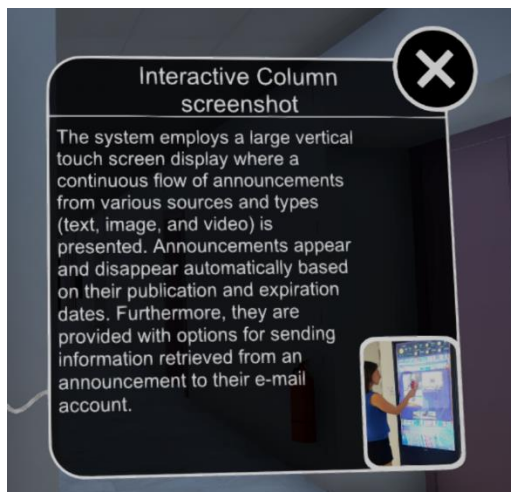 Interactive Column
screenshot
The system employs a large vertical
touch screen display where a
continuous flow of announcements
from various sources and types
(text, image, and video) is
presented. Announcements appear
and disappear automatically based
on their publication and expiration
dates. Furthermore, they are
provided with options for sending
information retrieved from an
announcement to their e-mail
account.